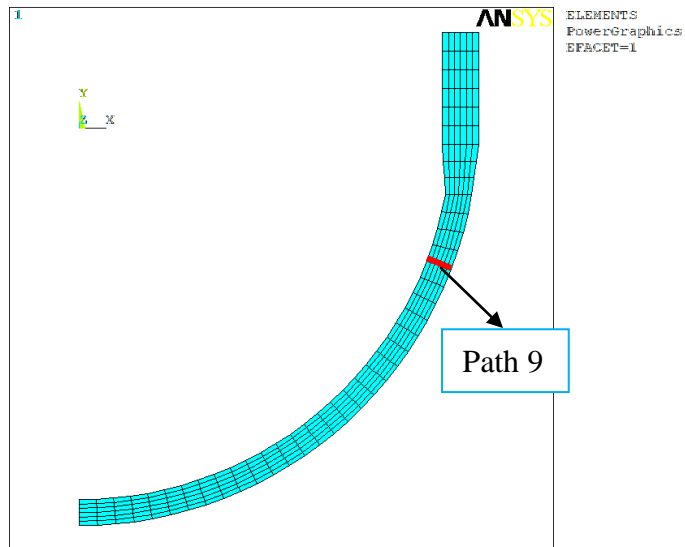 1
ANSYS
ELEMENTS
PowerGraphics
EFACET=1
Y
Z X
Path 9